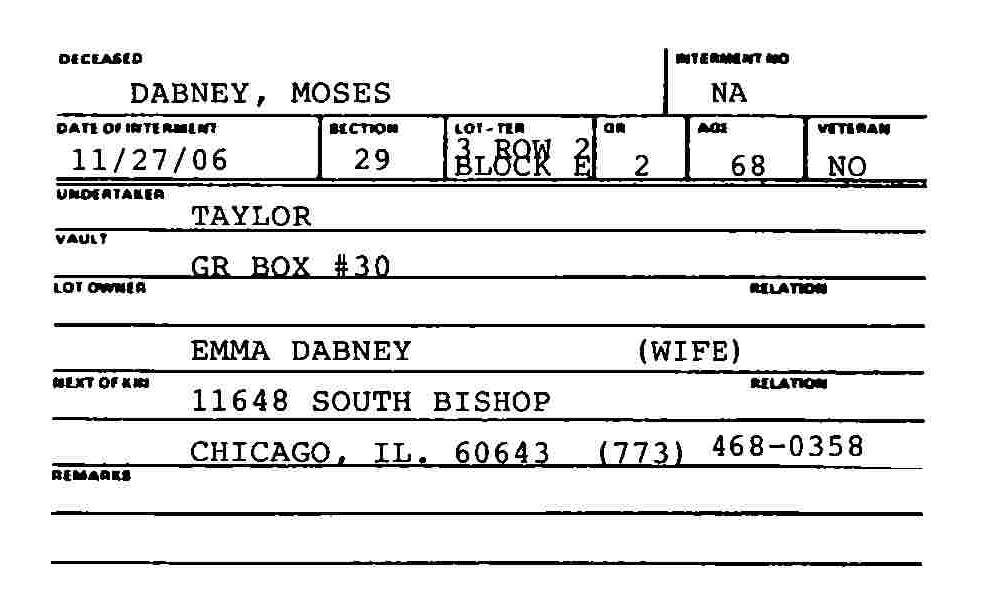 DECEASED INTERMENT NO
DABNEY, MOSES NA
DATE OF INTERMENT SECTION LOT - TER GR AGE VETERAN
3 ROW 2
11/27/06 29 BLOCK E 2 68 NO
UNDERTAKER
TAYLOR
VAULT
GR BOX #30
LOT OWNER RELATION
EMMA DABNEY (WIFE)
NEXT OF KIN RELATION
11648 SOUTH BISHOP
CHICAGO, IL. 60643 (773) 468-0358
REMARKS